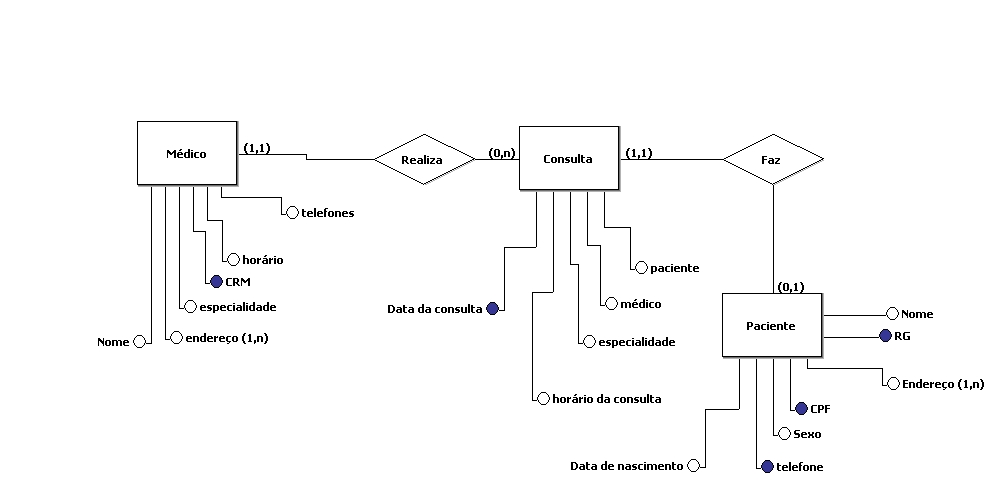 Médico
(1,1)
Realiza
(0,n)
Consulta
(1,1)
Faz
telefones
horário
CRM
especialidade
endereço (1,n)
Nome
paciente
médico
Data da consulta
especialidade
horário da consulta
(0,1)
Paciente
Nome
RG
Endereço (1,n)
CPF
Sexo
Data de nascimento
telefone